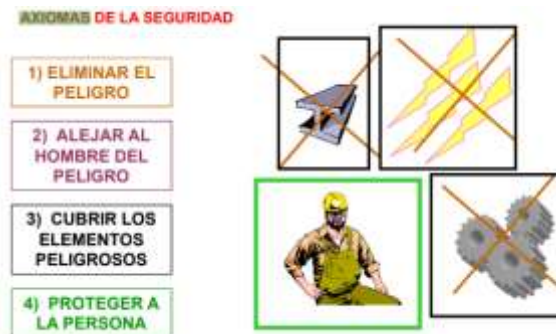 AXIOMAS DE LA SEGURIDAD
1) ELIMINAR EL
PELIGRO
2) ALEJAR AL
HOMBRE DEL
PELIGRO
3) CUBRIR LOS
ELEMENTOS
PELIGROSOS
4) PROTEGER A
LA PERSONA